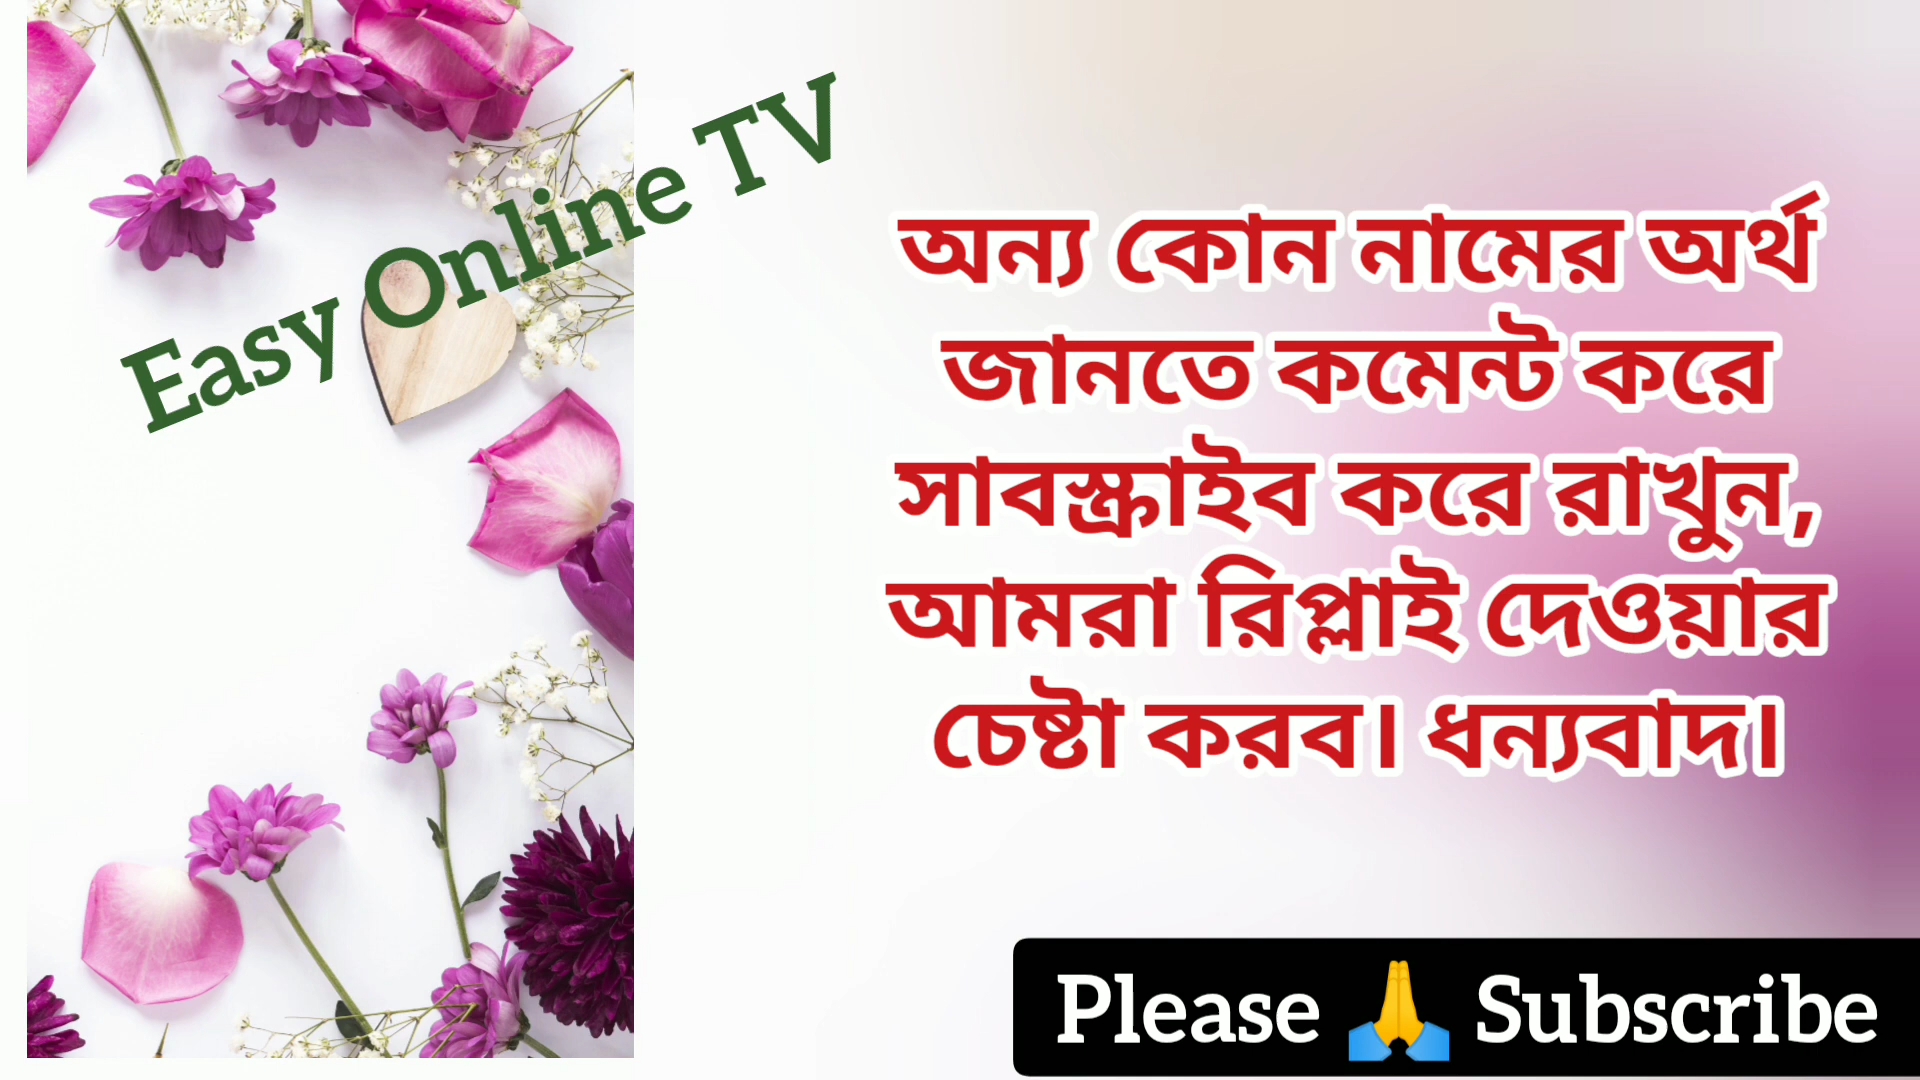 Easy Online TV
অন্য কোন নামের অর্থ
জানতে কমেন্ট করে
সাবস্ক্রাইব করে রাখুন,
আমরা রিপ্লাই দেওয়ার
চেষ্টা করব। ধন্যবাদ।
Please 🙏 Subscribe